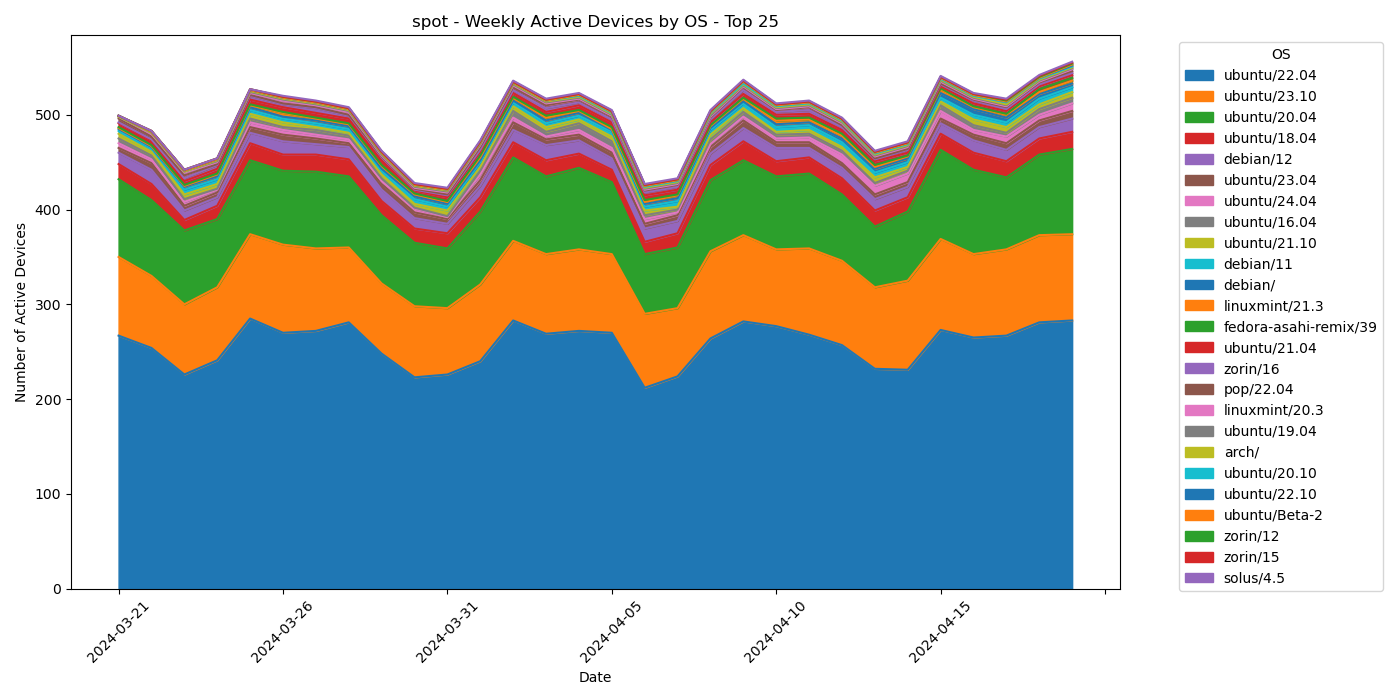 spot - Weekly Active Devices by OS - Top 25
Number of Active Devices
500
400
300
200
100
0
2024-03-21
2024-03-26
2024-03-31
2024-04-05
2024-04-10
2024-04-15
Date
OS
ubuntu/22.04
ubuntu/23.10
ubuntu/20.04
ubuntu/18.04
debian/12
ubuntu/23.04
ubuntu/24.04
ubuntu/16.04
ubuntu/21.10
debian/11
debian/
linuxmint/21.3
fedora-asahi-remix/39
ubuntu/21.04
zorin/16
pop/22.04
linuxmint/20.3
ubuntu/19.04
arch/
ubuntu/20.10
ubuntu/22.10
ubuntu/Beta-2
zorin/12
zorin/15
solus/4.5